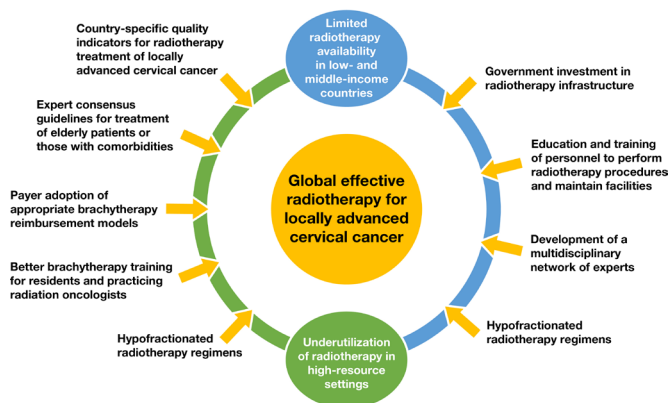 Limited
radiotherapy
availability
in low- and
middle-income
countries
Country-specific quality
indicators for radiotherapy
treatment of locally
advanced cervical cancer
Expert consensus
guidelines for treatment
of elderly patients or
those with comorbidities
Payer adoption of
appropriate brachytherapy
reimbursement models
Better brachytherapy training
for residents and practicing
radiation oncologists
Hypofractionated
radiotherapy regimens
Global effective
radiotherapy for
locally advanced
cervical cancer
Government investment in
radiotherapy infrastructure
Education and training
of personnel to perform
radiotherapy procedures
and maintain facilities
Development of a
multidisciplinary
network of experts
Hypofractionated
radiotherapy regimens
Underutilization
of radiotherapy in
high-resource
settings